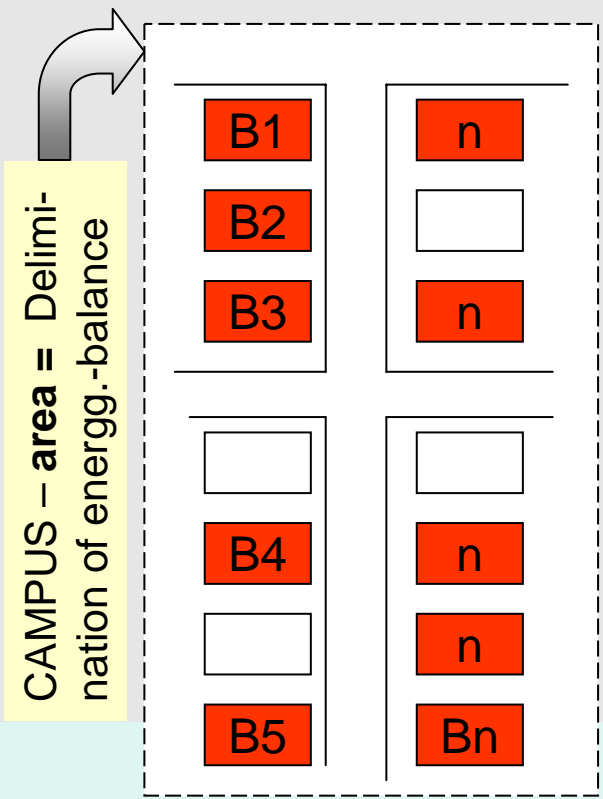 CAMPUS – area = Delimi-
nation of energg.-balance
B1
n
B2
B3
n
B4
n
n
B5
Bn